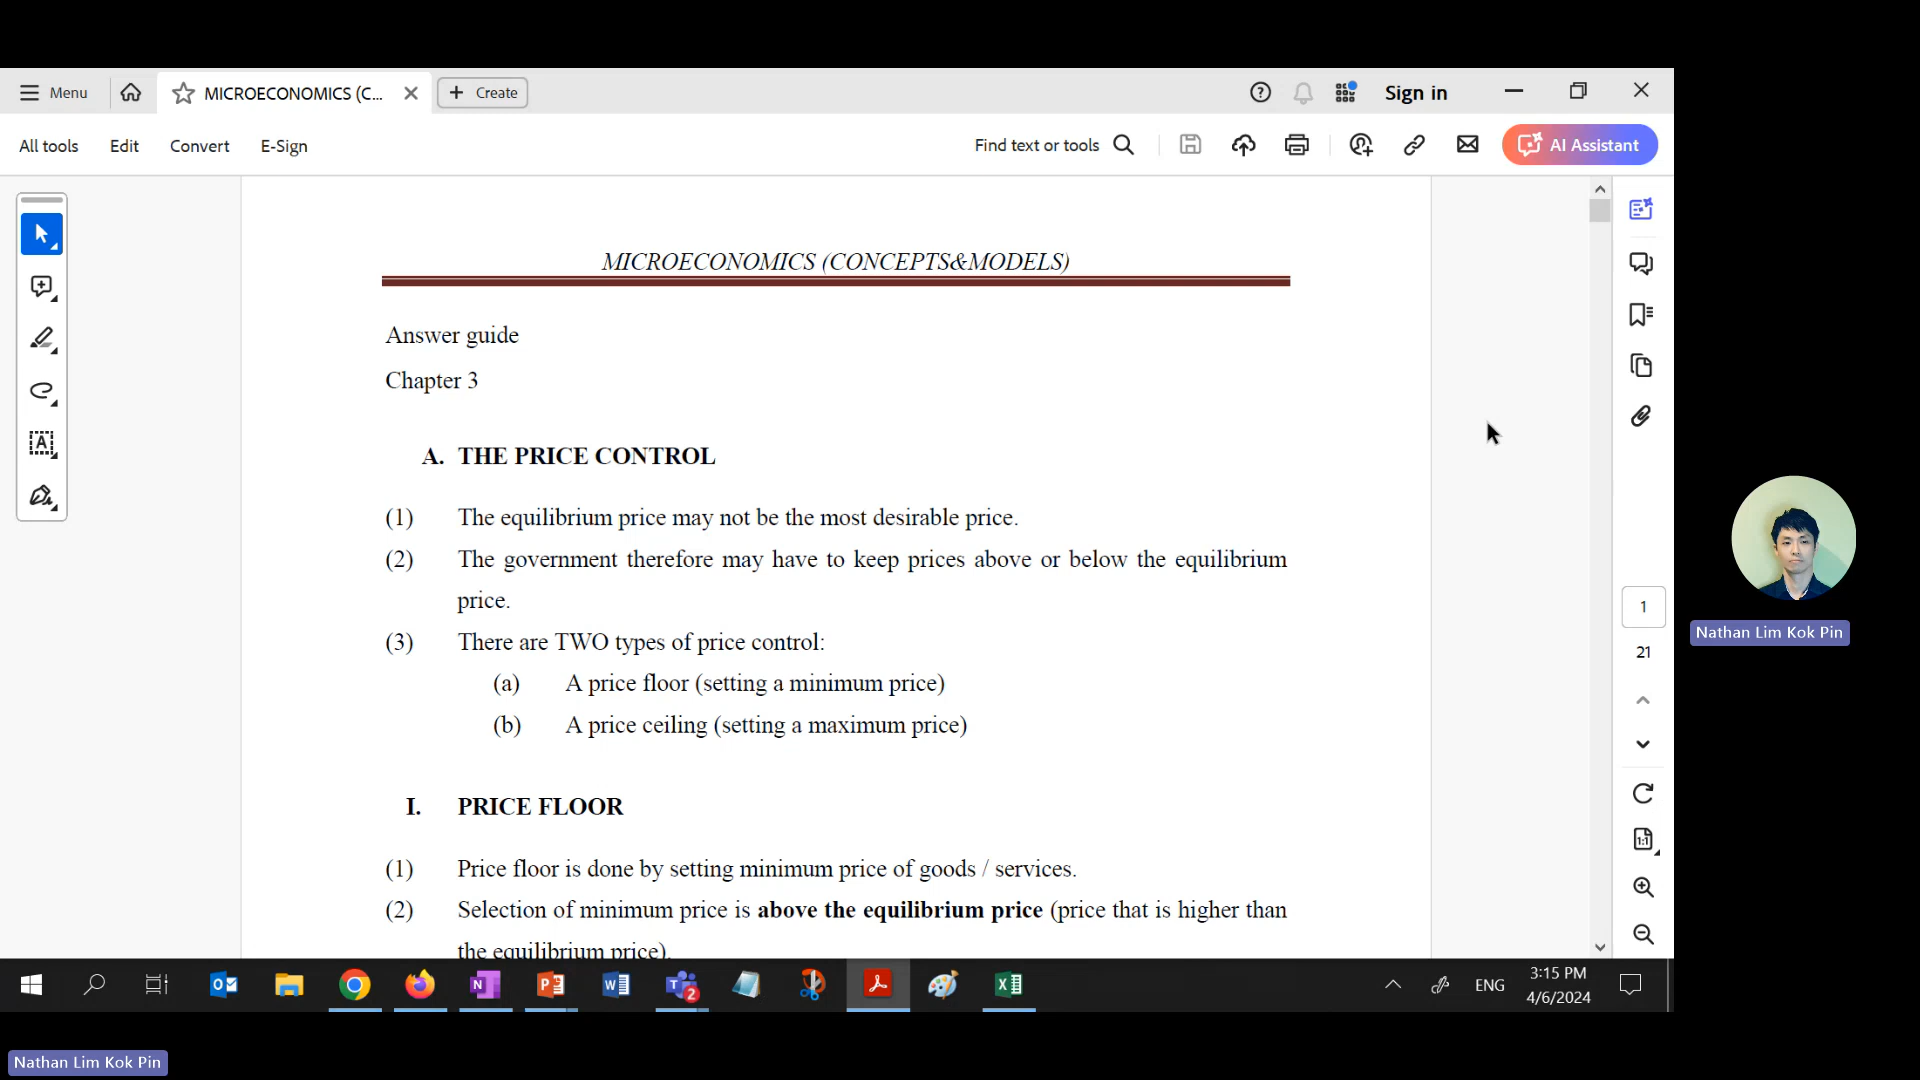 Menu
MICROECONOMICS (C...
Create
Sign in
All tools
Edit
Convert
E-Sign
Find text or tools
AI Assistant
MICROECONOMICS (CONCEPTS&MODELS)
Answer guide
Chapter 3
A. THE PRICE CONTROL
(1) The equilibrium price may not be the most desirable price.
(2) The government therefore may have to keep prices above or below the equilibrium
price.
(3) There are TWO types of price control:
(a) A price floor (setting a minimum price)
(b) A price ceiling (setting a maximum price)
I. PRICE FLOOR
(1) Price floor is done by setting minimum price of goods / services.
(2) Selection of minimum price is above the equilibrium price (price that is higher than
the equilibrium price).
1
21
Nathan Lim Kok Pin
2
ENG
3:15 PM
4/6/2024
Nathan Lim Kok Pin